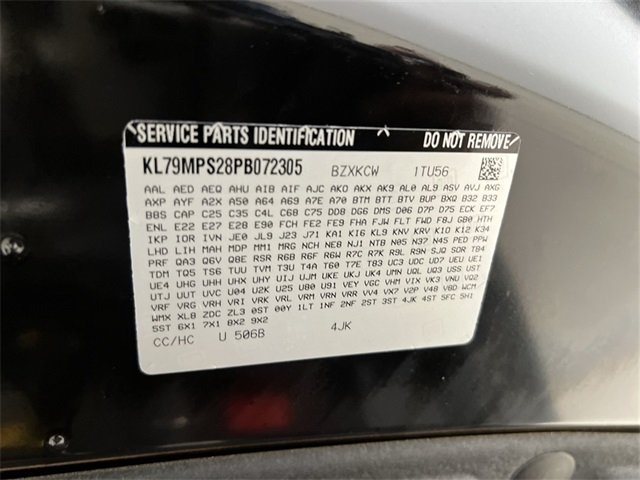 SERVICE PARTS IDENTIFICATION DO NOT REMOVE
KL79MPS28PB072305 BZXKCW 1TU56
AAL AED AEQ AHU AIB AIF AJC AKO AKX AK9 AL0 AL9 ASV AVJ AXG
AXP AYF A2X A50 A64 A69 A7E A70 BTM BTT BTV BUP BXQ B32 B33
B8S CAP C25 C35 C4L C68 C75 DD8 DG6 DMS D06 D7P D75 ECK EF7
ENL E22 E27 E28 E90 FCH FE2 FE9 FHA FJW FLT FWD F8J GB0 HTH
IKP IOR IVN JE0 JL9 J23 J71 KA1 KI6 KL9 KNV KRV K10 K12 K34
LHD LIH MAH MDP MM1 MRG NCH NE8 NJ1 NTB N05 N37 N45 PED PPW
PRF QA3 Q6V Q8E RSR R6B R6F R6W R7C R7K R9L R9N SJQ SOR T84
TDM TQ5 TS6 TUU TVM T3U T4A T60 T7E T83 UC3 UDC UD7 UEU UE1
UE4 UHG UHH UHX UHY UIJ UJM UKE UKJ UK4 UMN UQL UQ3 USS UST
UTJ UUT UVC U04 U2K U25 U80 U91 VEY VGC VHM VIX VK3 VNU VQ2
VRF VRG VRH VRI VRK VRL VRM VRN VRR VV4 VX7 V2P V48 V8D WCM
WMX XL8 ZDC ZL3 0ST 00Y 1LT 1NF 2NF 2ST 3ST 4JK 4ST 5FC 5H1
5ST 6X1 7X1 8X2 9X2
CC/HC U 506B 4JK